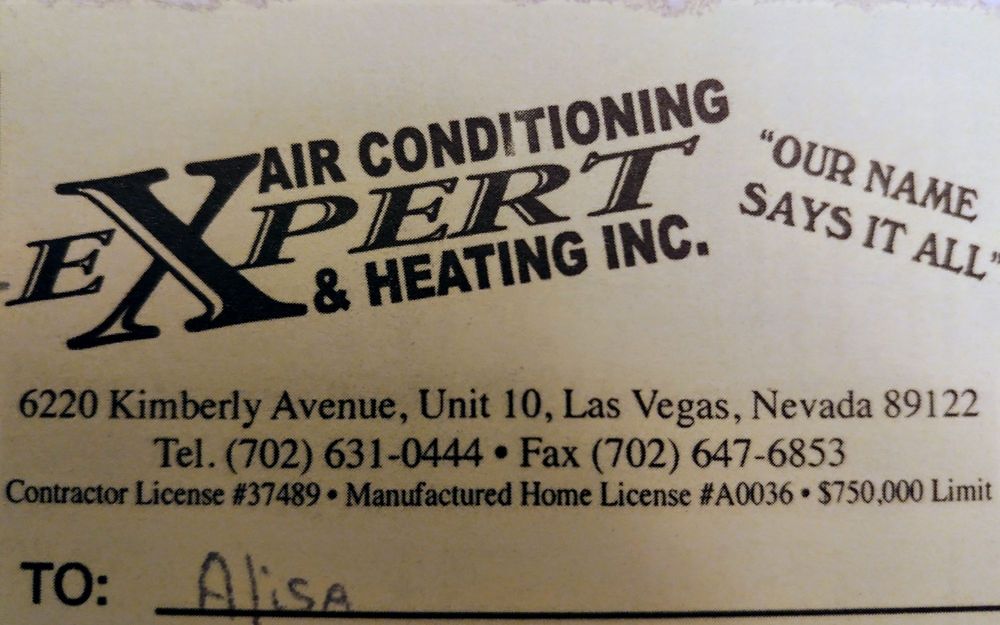 AIR CONDITIONING
EXPERT
& HEATING INC.
"OUR NAME
SAYS IT ALL"
6220 Kimberly Avenue, Unit 10, Las Vegas, Nevada 89122
Tel. (702) 631-0444 • Fax (702) 647-6853
Contractor License #37489 • Manufactured Home License #A0036 • $750,000 Limit
TO: Alisa